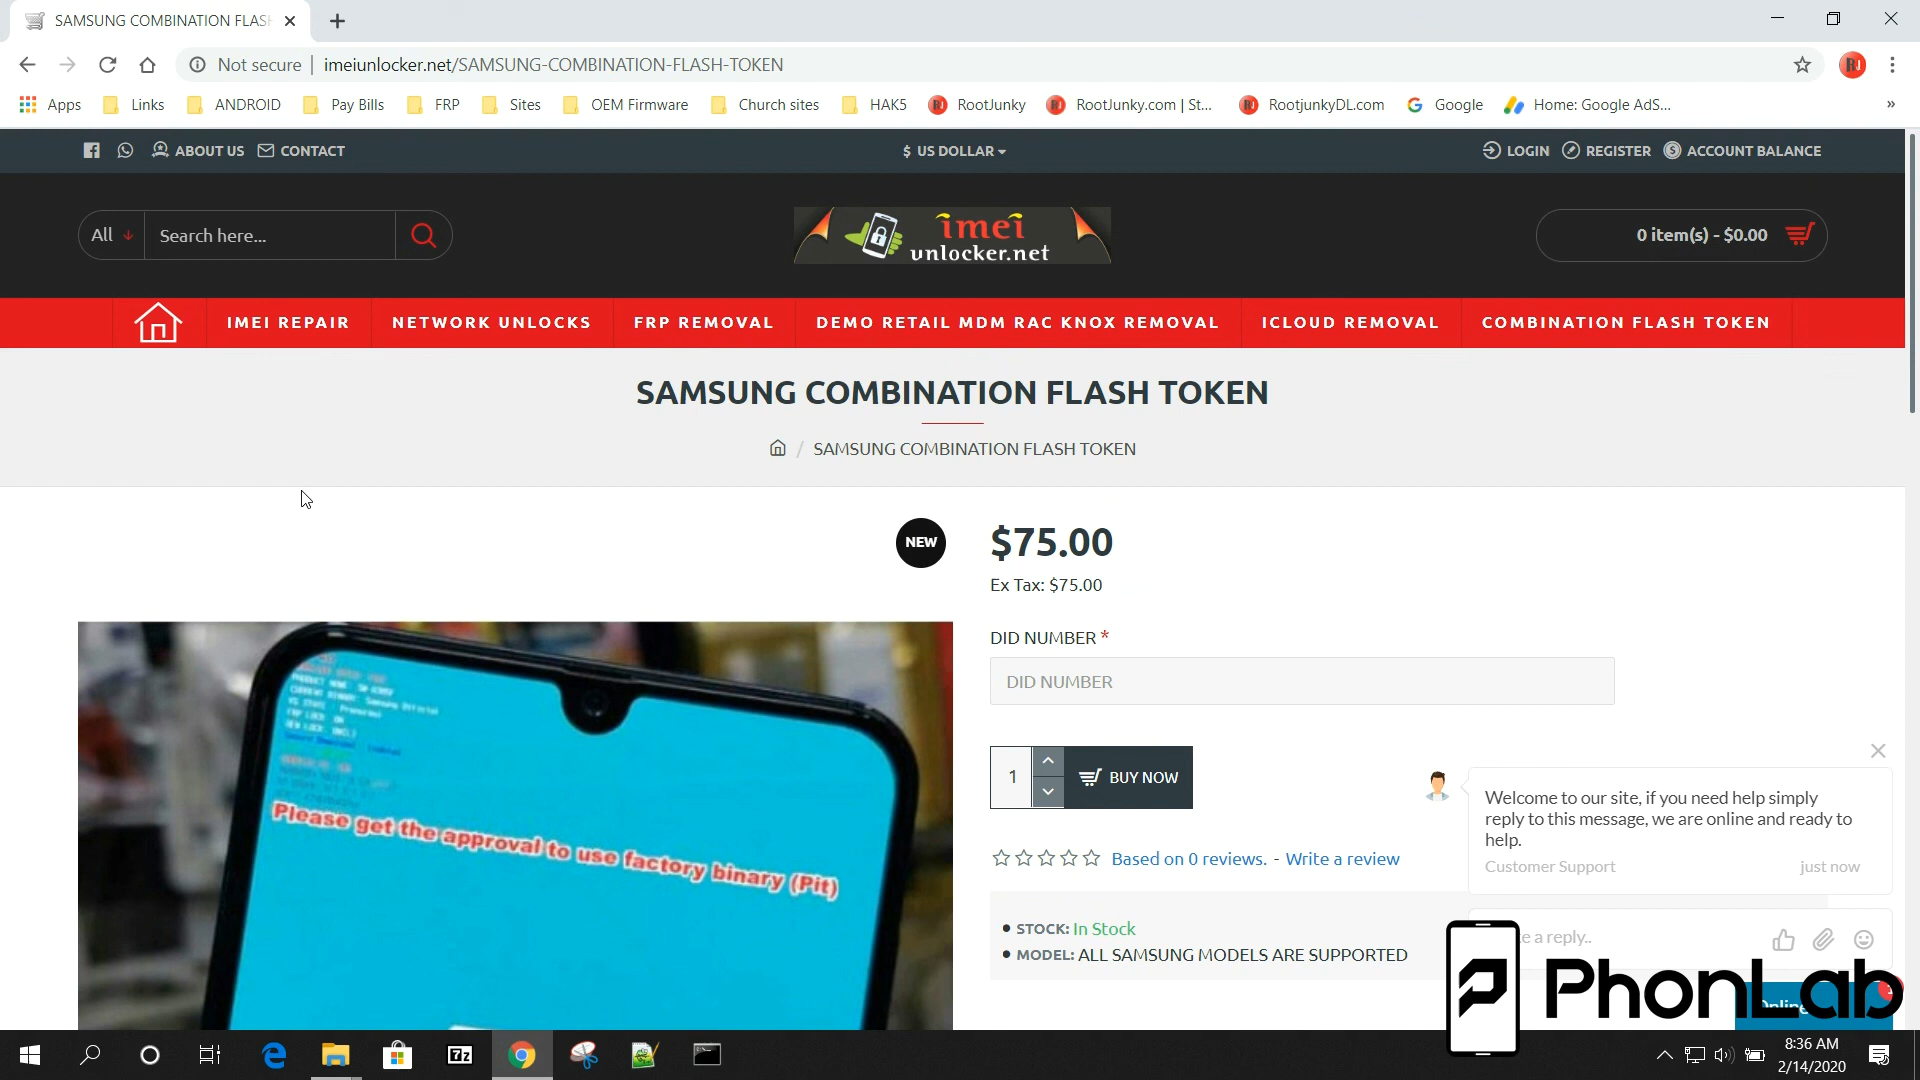 SAMSUNG COMBINATION FLASH
Not secure imeiunlocker.net/SAMSUNG-COMBINATION-FLASH-TOKEN
Apps Links ANDROID Pay Bills FRP Sites OEM Firmware Church sites HAK5 RootJunky RootJunky.com | St... RootjunkyDL.com Google Home: Google AdS... »
ABOUT US CONTACT $ US DOLLAR LOGIN REGISTER ACCOUNT BALANCE
All Search here... imei unlocker.net 0 item(s) - $0.00
IMEI REPAIR NETWORK UNLOCKS FRP REMOVAL DEMO RETAIL MDM RAC KNOX REMOVAL ICLOUD REMOVAL COMBINATION FLASH TOKEN
SAMSUNG COMBINATION FLASH TOKEN
/ SAMSUNG COMBINATION FLASH TOKEN
NEW
$75.00
Ex Tax: $75.00
DID NUMBER *
DID NUMBER
1 BUY NOW
Based on 0 reviews. - Write a review
STOCK: In Stock
MODEL: ALL SAMSUNG MODELS ARE SUPPORTED
Please get the approval to use factory binary (Pit)
Welcome to our site, if you need help simply
reply to this message, we are online and ready to
help.
Customer Support just now
e a reply..
PhonLab
8:36 AM
2/14/2020